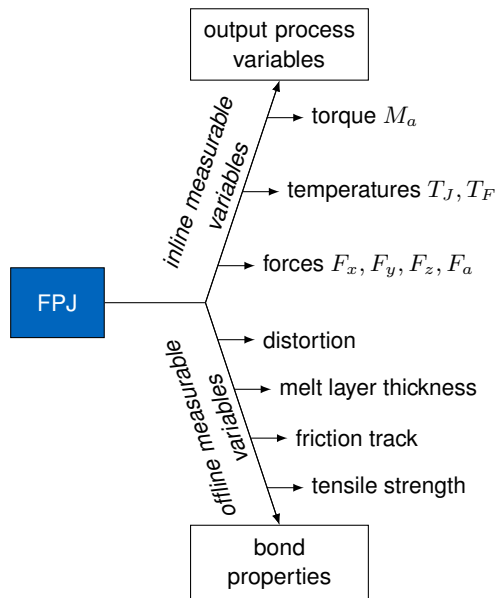 output process
variables
torque M_a
inline measurable
variables
temperatures T_J, T_F
forces F_x, F_y, F_z, F_a
FPJ
distortion
offline measurable
variables
melt layer thickness
friction track
tensile strength
bond
properties